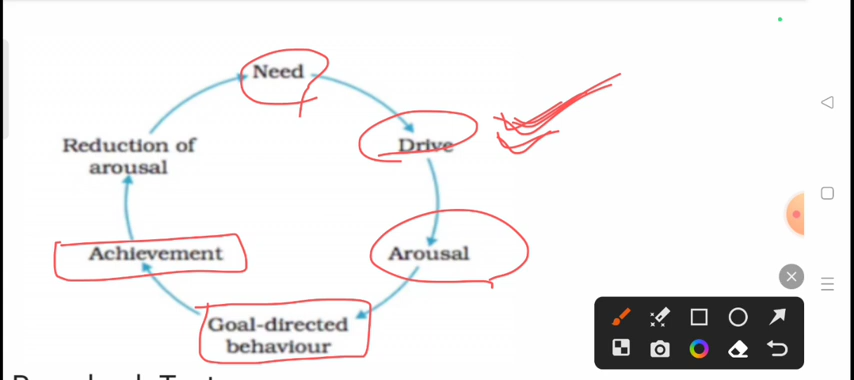 Need
Drive
Reduction of
arousal
Achievement
Arousal
Goal-directed
behaviour